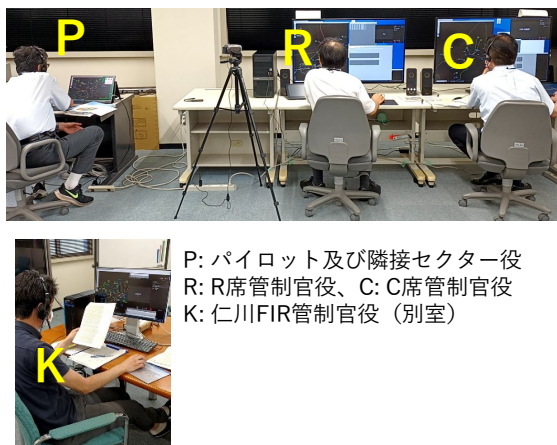 P
R
C
K
P: パイロット及び隣接セクター役
R: R席管制官役、C: C席管制官役
K: 仁川FIR管制官役（別室）